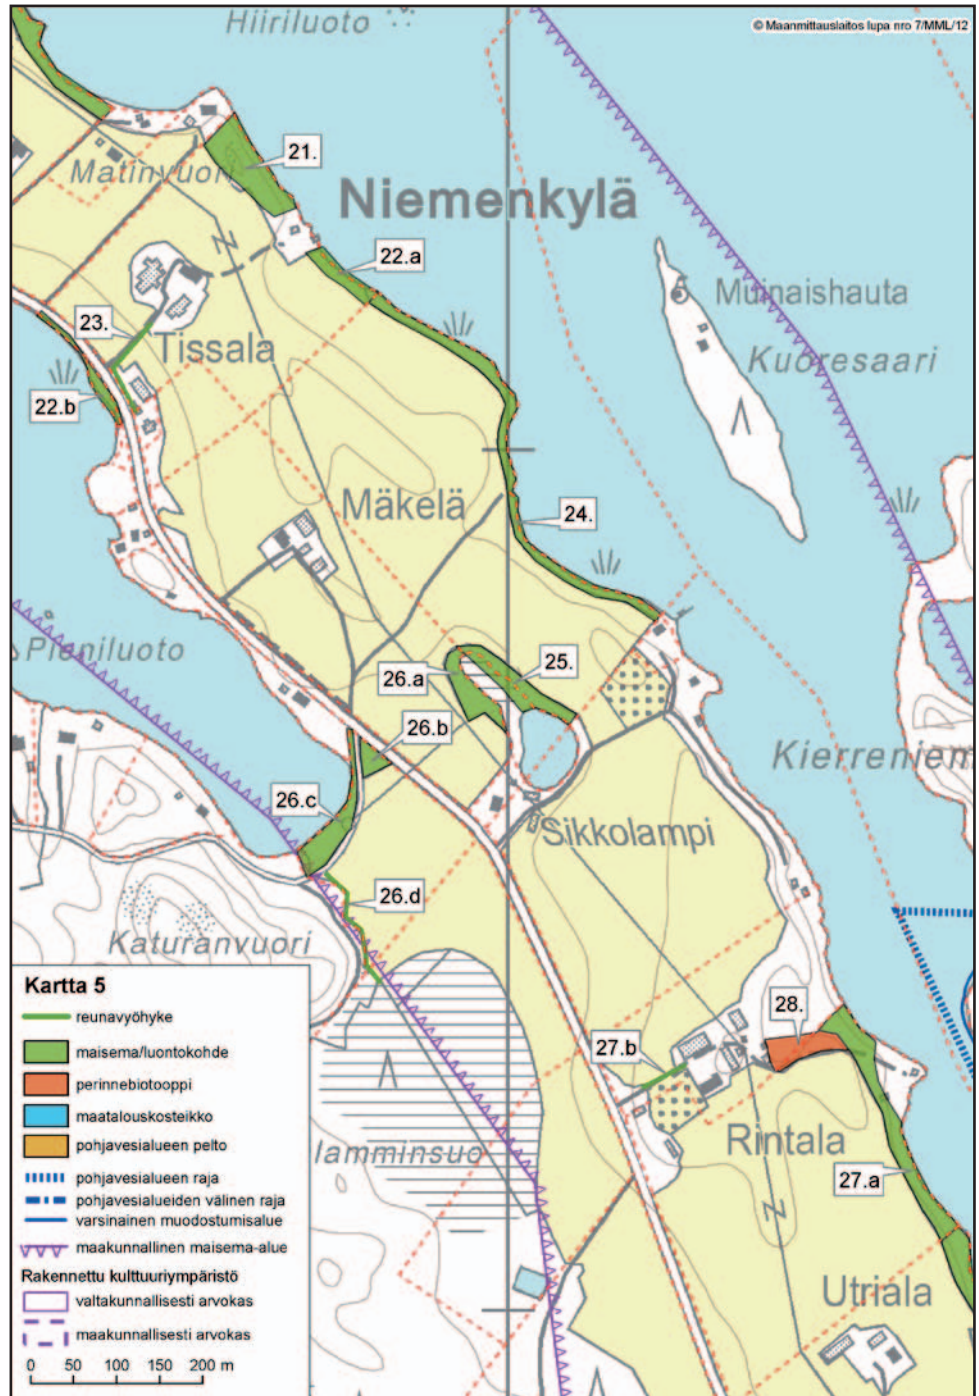 Hiiriluoto
© Maanmittauslaitos lupa nro 7/MML/12
21.
Matinvuori
Niemenkylä
22.a
Muinaishauta
23.
Tissala
Kuoresaari
22.b
Mäkelä
24.
Pieniluoto
26.a
25.
26.b
Kierreniem
26.c
Sikkolampi
26.d
Katuranvuori
28.
27.b
lamminsuo
Rintala
27.a
Utriala
Kartta 5
reunavyöhyke
maisema/luontokohde
perinnebiotooppi
maatalouskosteikko
pohjavesialueen pelto
pohjavesialueen raja
pohjavesialueiden välinen raja
varsinainen muodostumisalue
maakunnallinen maisema-alue
Rakennettu kulttuuriympäristö
valtakunnallisesti arvokas
maakunnallisesti arvokas
0 50 100 150 200 m